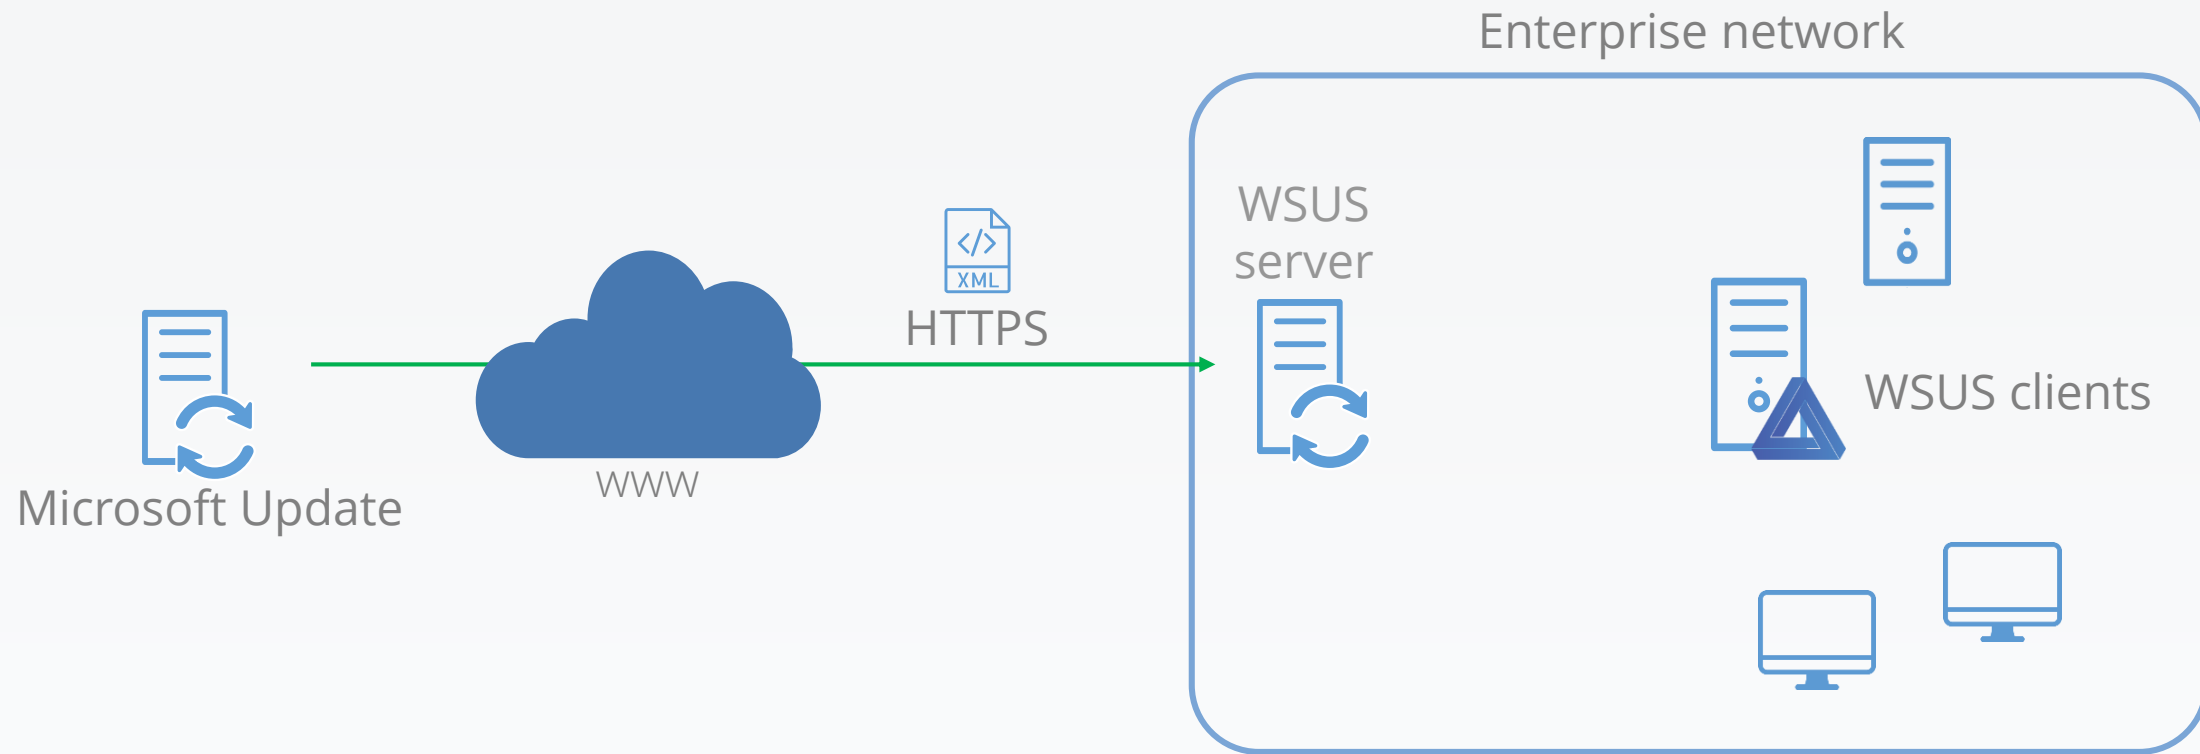 Enterprise network
WSUS
server
</>
XML
HTTPS
WSUS clients
WWW
Microsoft Update